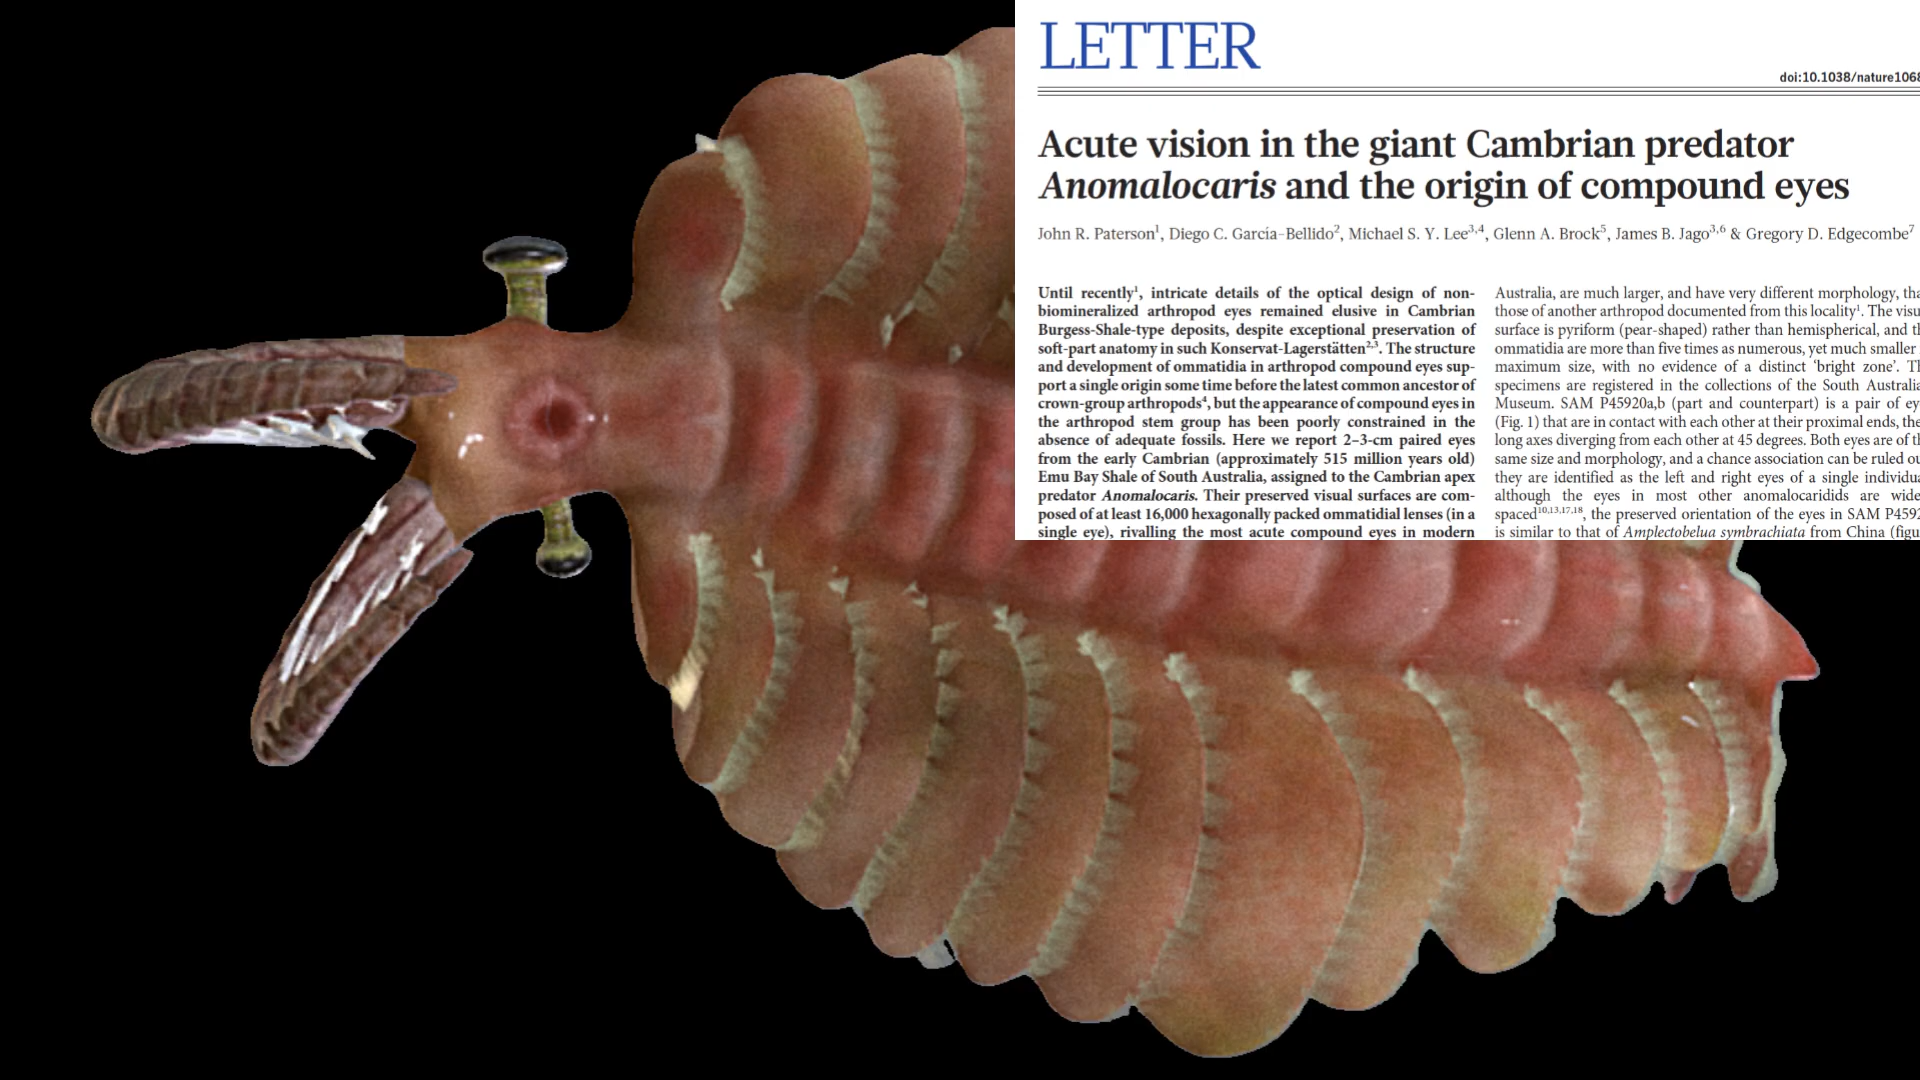 LETTER
doi:10.1038/nature1068
Acute vision in the giant Cambrian predator
Anomalocaris and the origin of compound eyes
John R. Paterson1, Diego C. García-Bellido2, Michael S. Y. Lee3,4, Glenn A. Brock5, James B. Jago3,6 & Gregory D. Edgecombe7
Until recently1, intricate details of the optical design of non-
biomineralized arthropod eyes remained elusive in Cambrian
Burgess-Shale-type deposits, despite exceptional preservation of
soft-part anatomy in such Konservat-Lagerstätten2,3. The structure
and development of ommatidia in arthropod compound eyes sup-
port a single origin some time before the latest common ancestor of
crown-group arthropods4, but the appearance of compound eyes in
the arthropod stem group has been poorly constrained in the
absence of adequate fossils. Here we report 2–3-cm paired eyes
from the early Cambrian (approximately 515 million years old)
Emu Bay Shale of South Australia, assigned to the Cambrian apex
predator Anomalocaris. Their preserved visual surfaces are com-
posed of at least 16,000 hexagonally packed ommatidial lenses (in a
single eye), rivalling the most acute compound eyes in modern
Australia, are much larger, and have very different morphology, tha
those of another arthropod documented from this locality1. The visu
surface is pyriform (pear-shaped) rather than hemispherical, and th
ommatidia are more than five times as numerous, yet much smaller
maximum size, with no evidence of a distinct 'bright zone'. Th
specimens are registered in the collections of the South Australia
Museum. SAM P45920a,b (part and counterpart) is a pair of ey
(Fig. 1) that are in contact with each other at their proximal ends, the
long axes diverging from each other at 45 degrees. Both eyes are of th
same size and morphology, and a chance association can be ruled ou
they are identified as the left and right eyes of a single individua
although the eyes in most other anomalocaridids are wide
spaced10,13,17,18, the preserved orientation of the eyes in SAM P4592
is similar to that of Amplectobelua symbrachiata from China (figu